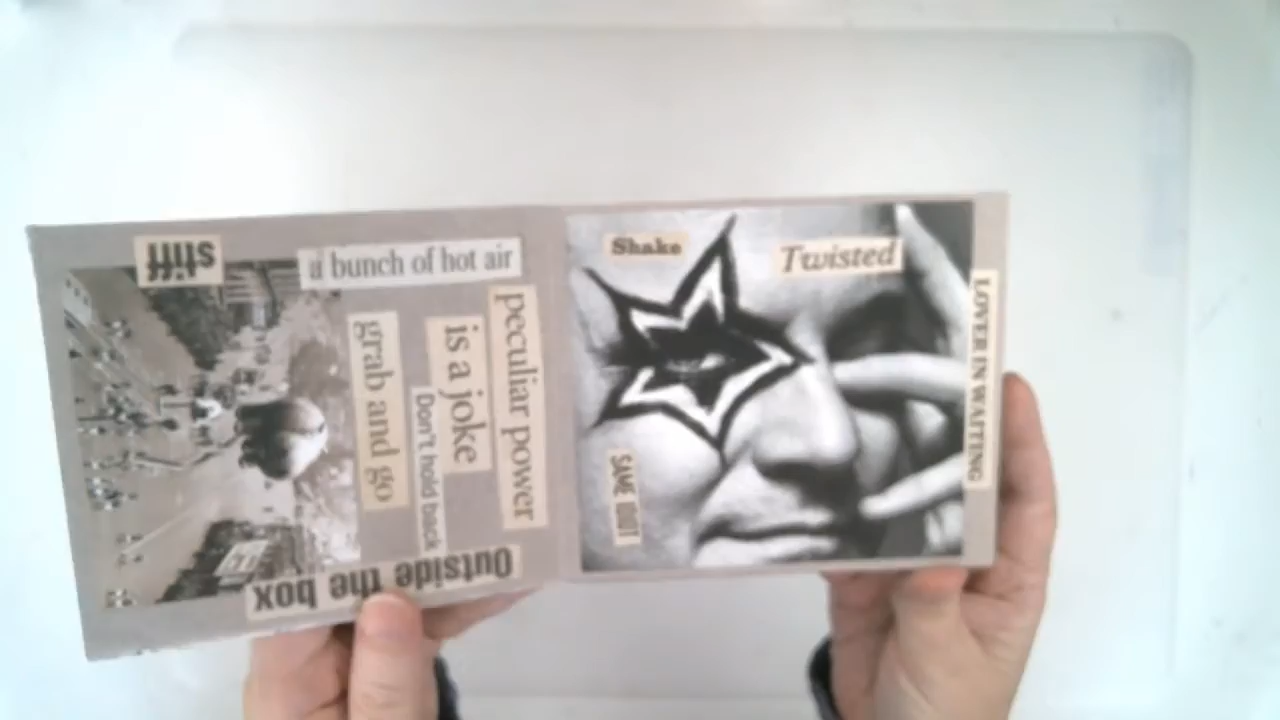 stiff
a bunch of hot air
peculiar power
is a joke
Don't hold back
grab and go
Outside the box
Shake
Twisted
LOVER IN WAITING
SAME